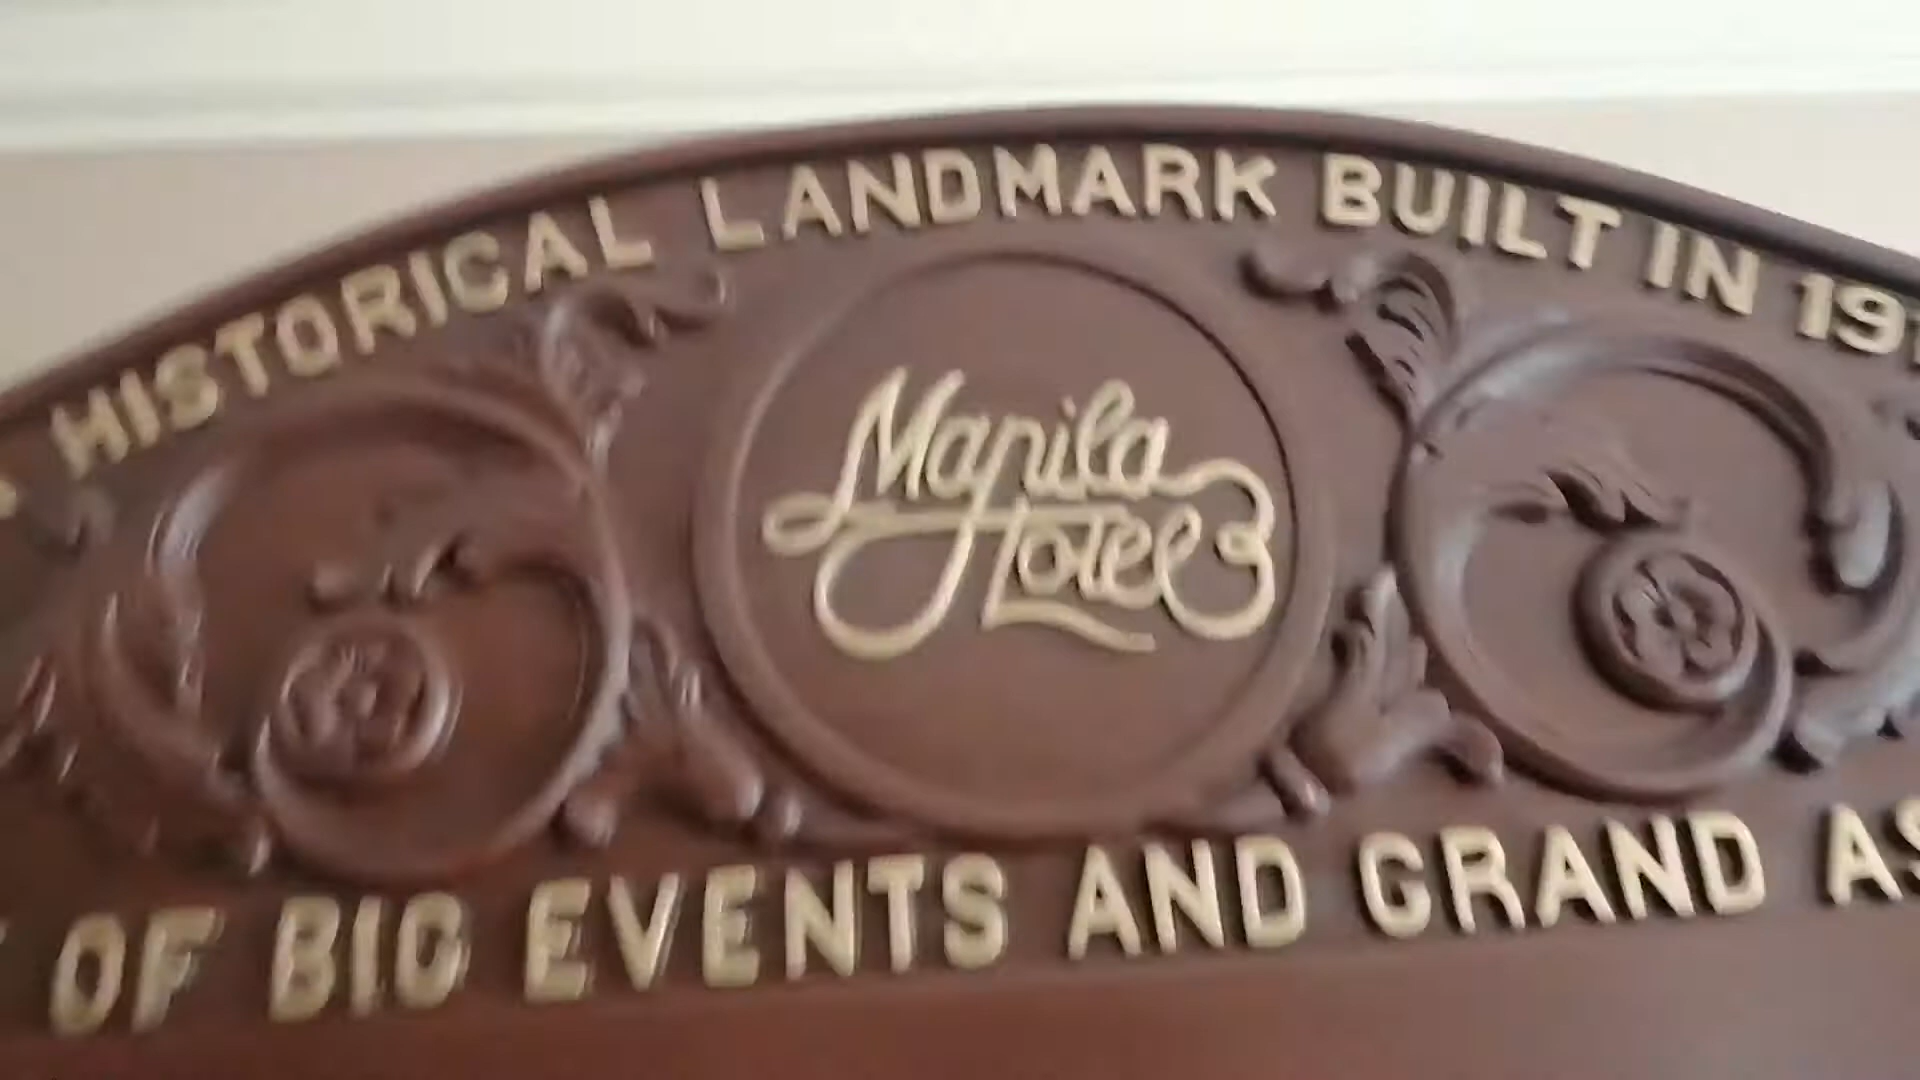 HISTORICAL LANDMARK BUILT IN
Manila
Hotel
OF BIG EVENTS AND GRAND